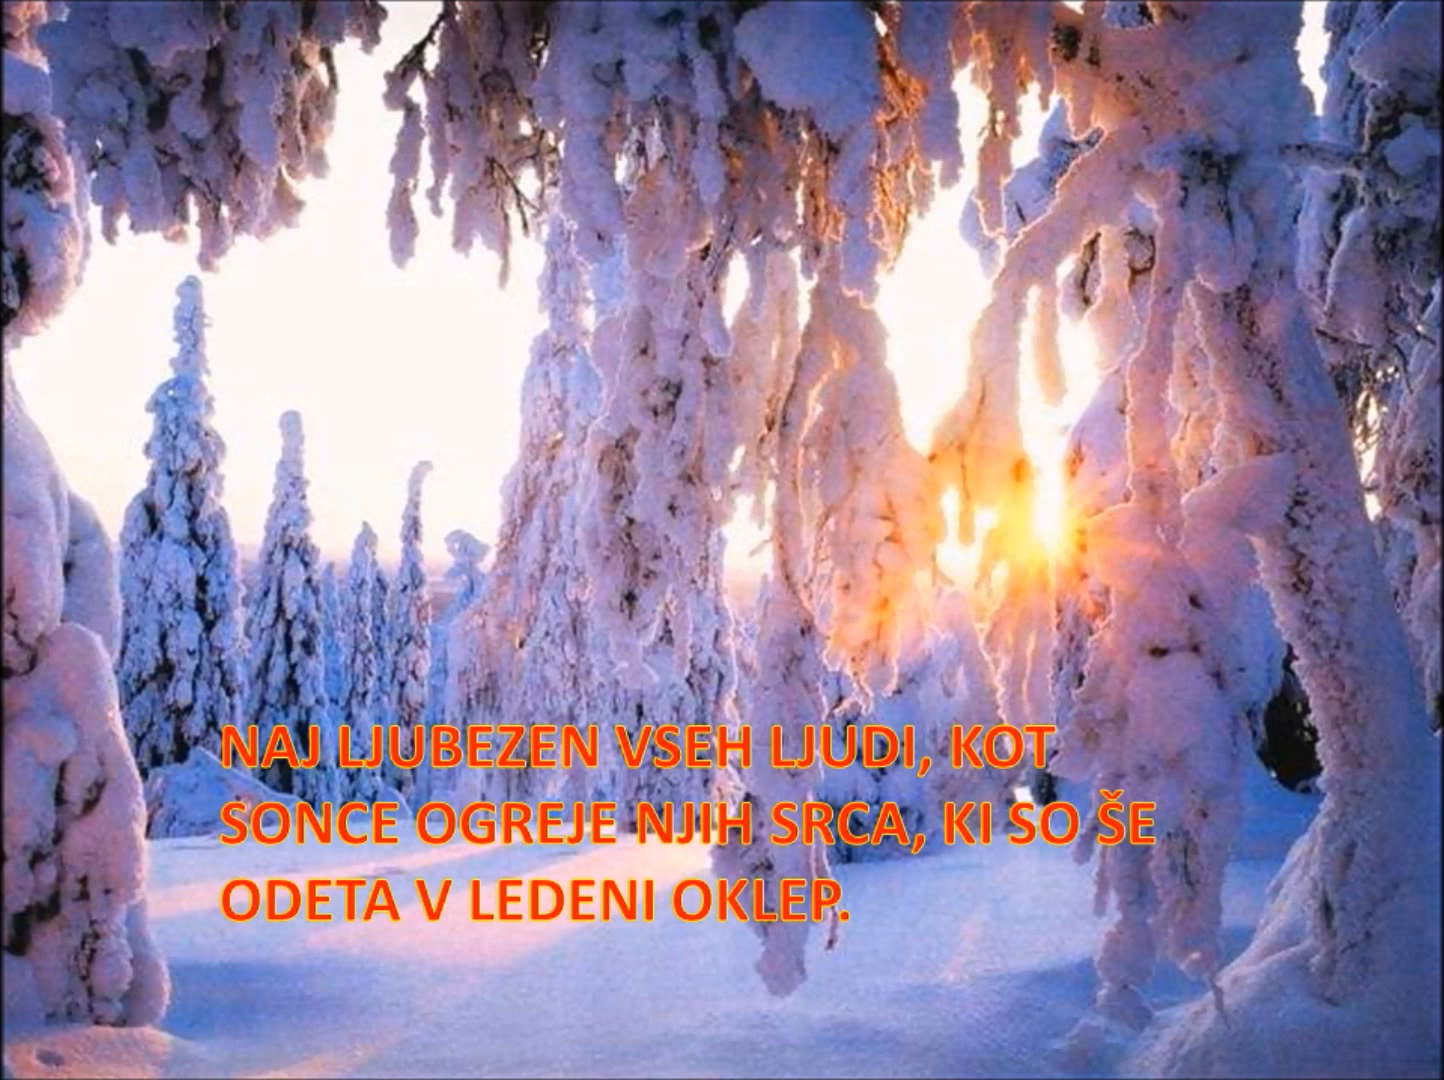 NAJ LJUBEZEN VSEH LJUDI, KOT
SONCE OGREJE NJIH SRCA, KI SO ŠE
ODETA V LEDENI OKLEP.